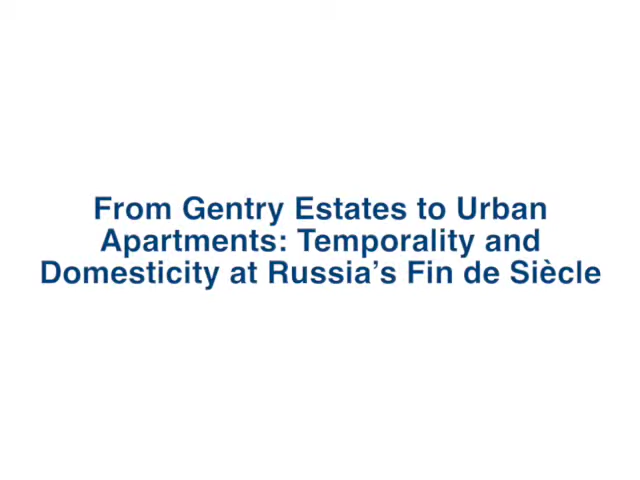 From Gentry Estates to Urban
Apartments: Temporality and
Domesticity at Russia’s Fin de Siècle